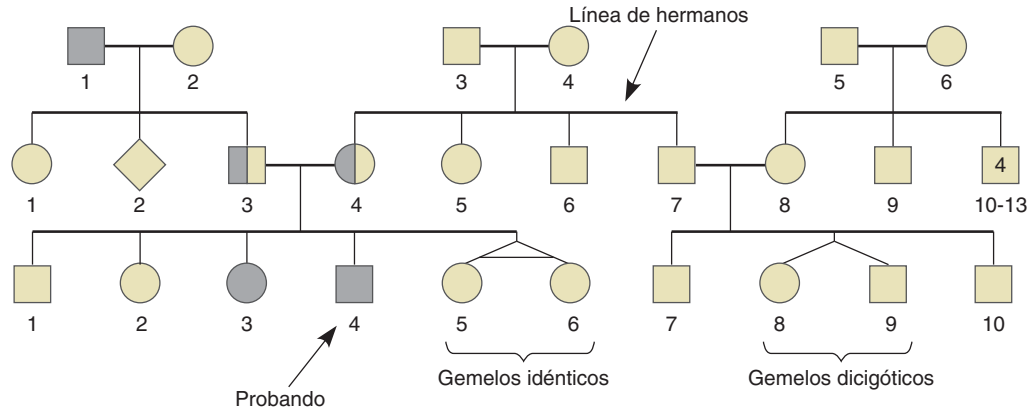 Línea de hermanos
1 2 3 4 5 6
4
1 2 3 4 5 6 7 8 9 10-13
1 2 3 4 5 6 7 8 9 10
Gemelos idénticos Gemelos dicigóticos
Probando